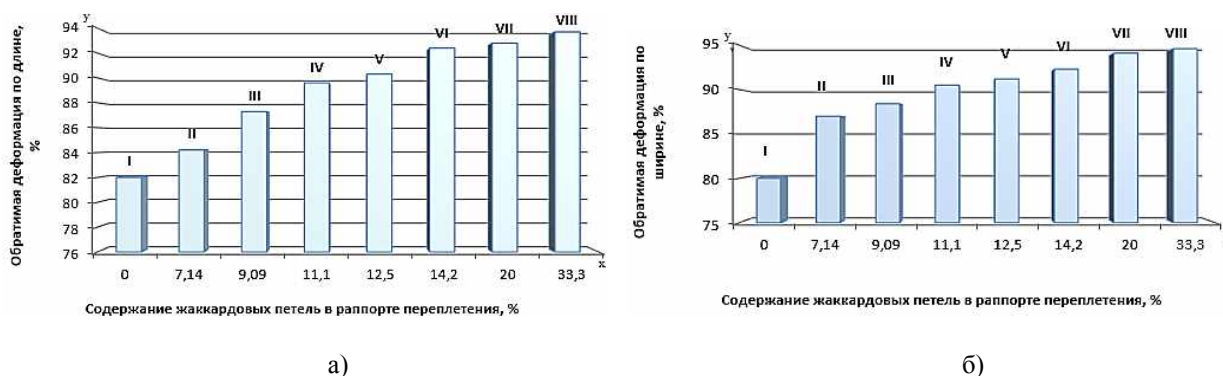 Обратимая деформация по длине,
%
y
94
92
90
88
86
84
82
80
78
76
I
II
III
IV
V
VI
VII
VIII
0 7,14 9,09 11,1 12,5 14,2 20 33,3
x
Содержание жаккардовых петель в раппорте переплетения, %
а)
Обратимая деформация по
ширине, %
y
95
90
85
80
75
I
II
III
IV
V
VI
VII
VIII
0 7,14 9,09 11,1 12,5 14,2 20 33,3
Содержание жаккардовых петель в раппорте переплетения, %
б)